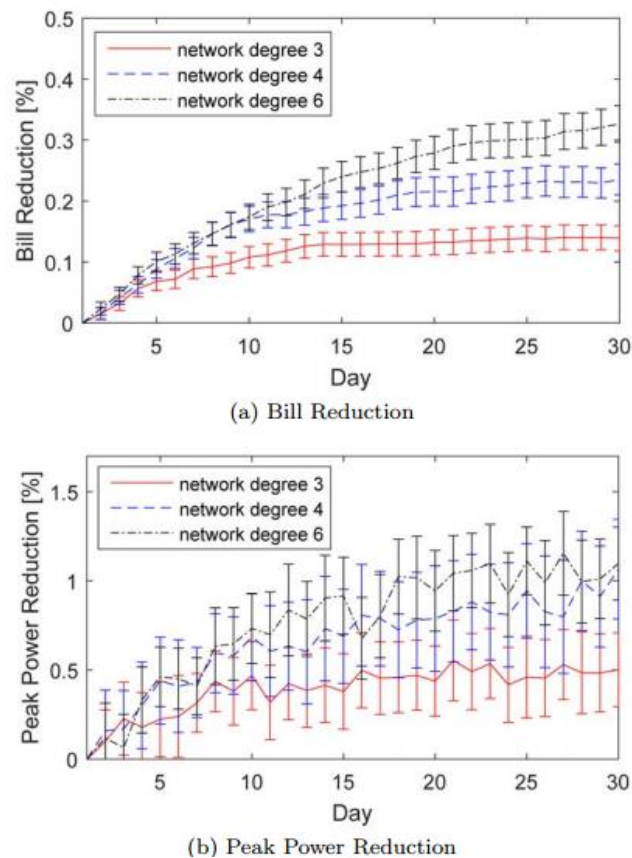 0.5
0.4
0.3
0.2
0.1
0
Bill Reduction [%]
network degree 3
network degree 4
network degree 6
5 10 15 20 25 30
Day
(a) Bill Reduction
1.5
1
0.5
0
Peak Power Reduction [%]
network degree 3
network degree 4
network degree 6
5 10 15 20 25 30
Day
(b) Peak Power Reduction